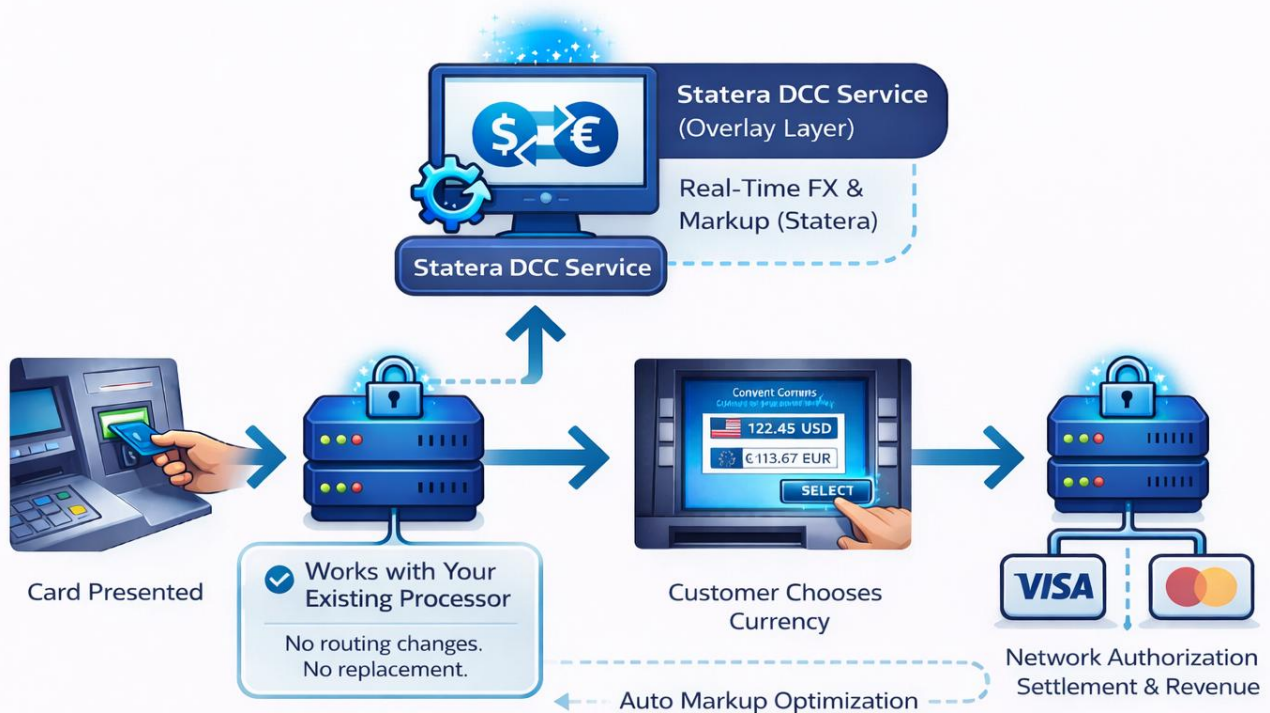 $ €
Statera DCC Service
(Overlay Layer)
Real-Time FX &
Markup (Statera)
Statera DCC Service
Convent Comms
122.45 USD
€113.67 EUR
SELECT
VISA
Card Presented
Works with Your
Existing Processor
No routing changes.
No replacement.
Customer Chooses
Currency
Network Authorization
Settlement & Revenue
Auto Markup Optimization